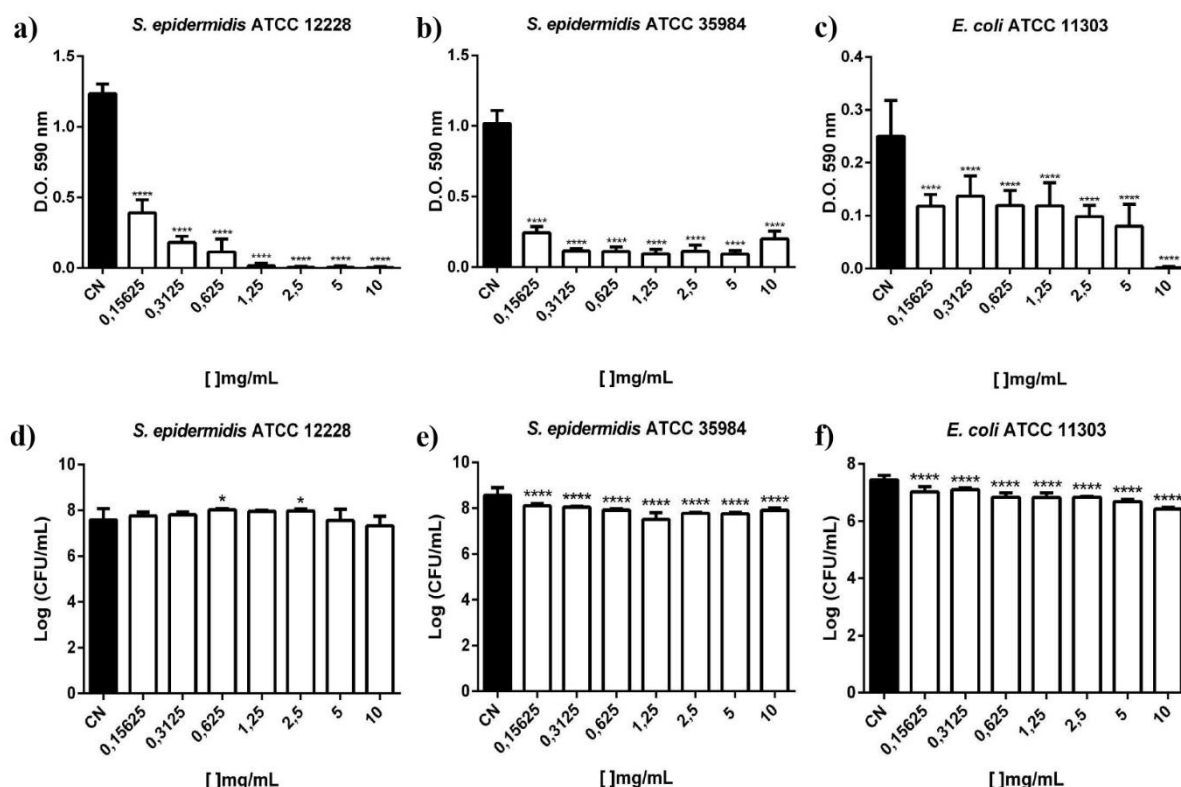 a)
S. epidermidis ATCC 12228
D.O. 590 nm
1.5
1.0
0.5
0.0
**** **** **** **** **** **** ****
CN 0,15625 0,3125 0,625 1,25 2,5 5 10
[ ]mg/mL
b)
S. epidermidis ATCC 35984
D.O. 590 nm
1.5
1.0
0.5
0.0
**** **** **** **** **** **** ****
CN 0,15625 0,3125 0,625 1,25 2,5 5 10
[ ]mg/mL
c)
E. coli ATCC 11303
D.O. 590 nm
0.4
0.3
0.2
0.1
0.0
**** **** **** **** **** **** ****
CN 0,15625 0,3125 0,625 1,25 2,5 5 10
[ ]mg/mL
d)
S. epidermidis ATCC 12228
Log (CFU/mL)
10
8
6
4
2
0
* *
CN 0,15625 0,3125 0,625 1,25 2,5 5 10
[ ]mg/mL
e)
S. epidermidis ATCC 35984
Log (CFU/mL)
10
8
6
4
2
0
**** **** **** **** **** **** ****
CN 0,15625 0,3125 0,625 1,25 2,5 5 10
[ ]mg/mL
f)
E. coli ATCC 11303
Log (CFU/mL)
8
6
4
2
0
**** **** **** **** **** **** ****
CN 0,15625 0,3125 0,625 1,25 2,5 5 10
[ ]mg/mL